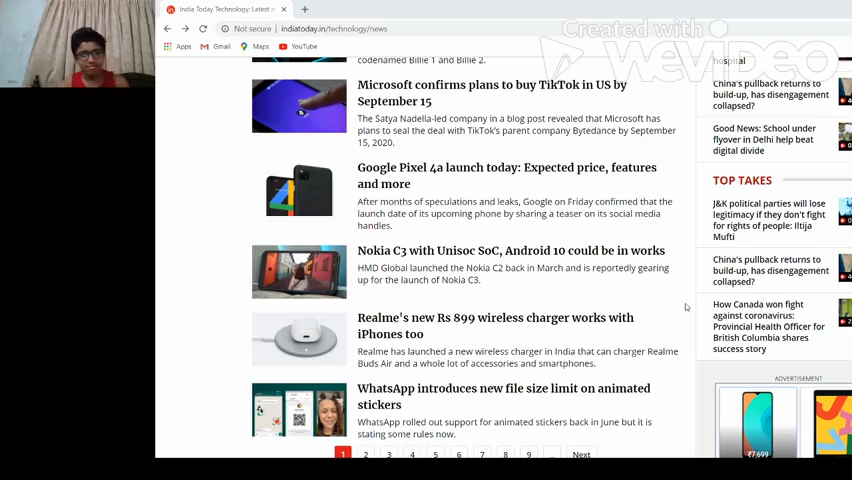 India Today Technology: Latest
Not secure | indiatoday.in/technology/news
Apps Gmail Maps YouTube
Created with
WeVideo
codenamed Billie 1 and Billie 2.
Microsoft confirms plans to buy TikTok in US by
September 15
The Satya Nadella-led company in a blog post revealed that Microsoft has
plans to seal the deal with TikTok's parent company Bytedance by September
15, 2020.
Google Pixel 4a launch today: Expected price, features
and more
After months of speculations and leaks, Google on Friday confirmed that the
launch date of its upcoming phone by sharing a teaser on its social media
handles.
Nokia C3 with Unisoc SoC, Android 10 could be in works
HMD Global launched the Nokia C2 back in March and is reportedly gearing
up for the launch of Nokia C3.
Realme's new Rs 899 wireless charger works with
iPhones too
Realme has launched a new wireless charger in India that can charger Realme
Buds Air and a whole lot of accessories and smartphones.
WhatsApp introduces new file size limit on animated
stickers
WhatsApp rolled out support for animated stickers back in June but it is
stating some rules now.
1 2 3 4 5 6 7 8 9 ... Next
hospital
China's pullback returns to
build-up, has disengagement
collapsed?
Good News: School under
flyover in Delhi help beat
digital divide
TOP TAKES
J&K political parties will lose
legitimacy if they don't fight
for rights of people: Iltija
Mufti
China's pullback returns to
build-up, has disengagement
collapsed?
How Canada won fight
against coronavirus:
Provincial Health Officer for
British Columbia shares
success story
ADVERTISEMENT
₹7,699